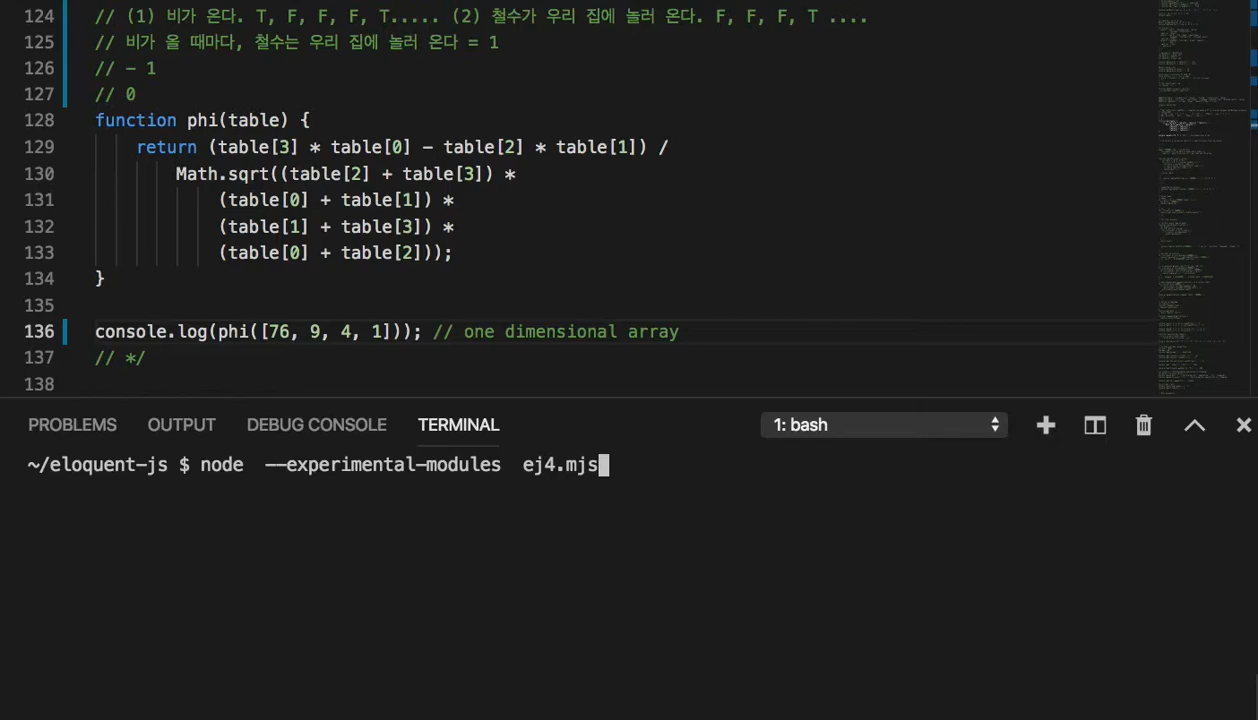 124 // (1) 비가 온다. T, F, F, F, T..... (2) 철수가 우리 집에 놀러 온다. F, F, F, T ....
125 // 비가 올 때마다, 철수는 우리 집에 놀러 온다 = 1
126 // - 1
127 // 0
128 function phi(table) {
129 return (table[3] * table[0] - table[2] * table[1]) /
130 Math.sqrt((table[2] + table[3]) *
131 (table[0] + table[1]) *
132 (table[1] + table[3]) *
133 (table[0] + table[2]));
134 }
135
136 console.log(phi([76, 9, 4, 1])); // one dimensional array
137 // */
138
PROBLEMS OUTPUT DEBUG CONSOLE TERMINAL 1: bash
~/eloquent-js $ node --experimental-modules ej4.mjs